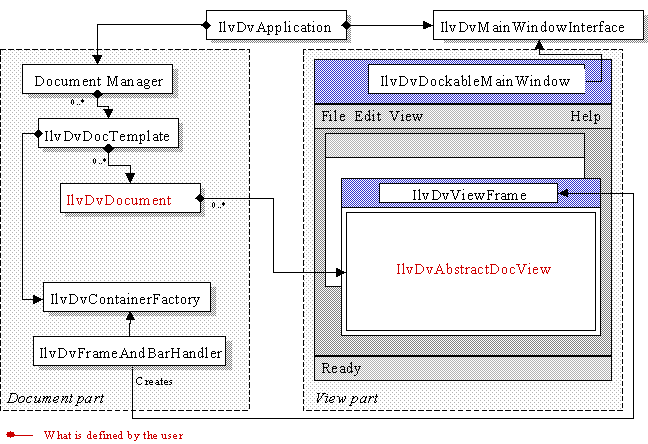 IlvDvApplication
IlvDvMainWindowInterface
Document Manager
0..*
IlvDvDocTemplate
0..*
IlvDvDocument
0..*
IlvDvContainerFactory
IlvDvFrameAndBarHandler
Creates
Document part
IlvDvDockableMainWindow
File Edit View Help
IlvDvViewFrame
IlvDvAbstractDocView
Ready
View part
What is defined by the user